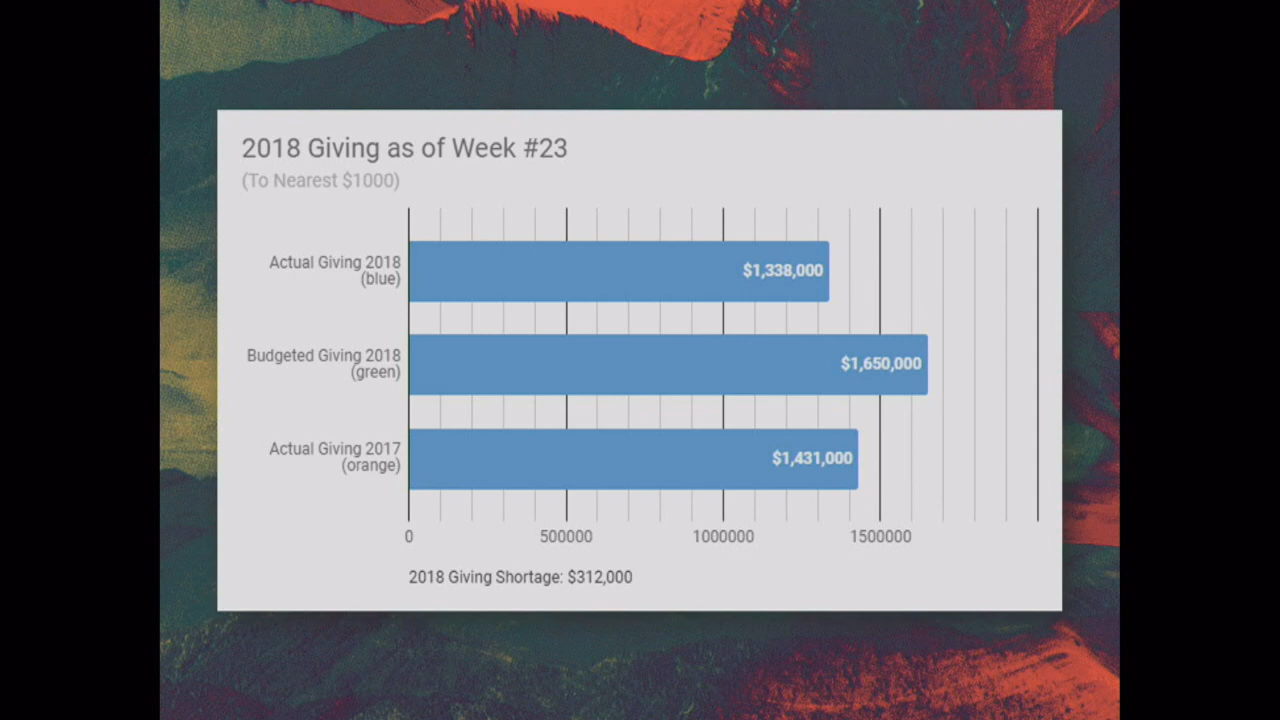 2018 Giving as of Week #23
(To Nearest $1000)
Actual Giving 2018
(blue)
$1,338,000
Budgeted Giving 2018
(green)
$1,650,000
Actual Giving 2017
(orange)
$1,431,000
0 500000 1000000 1500000
2018 Giving Shortage: $312,000